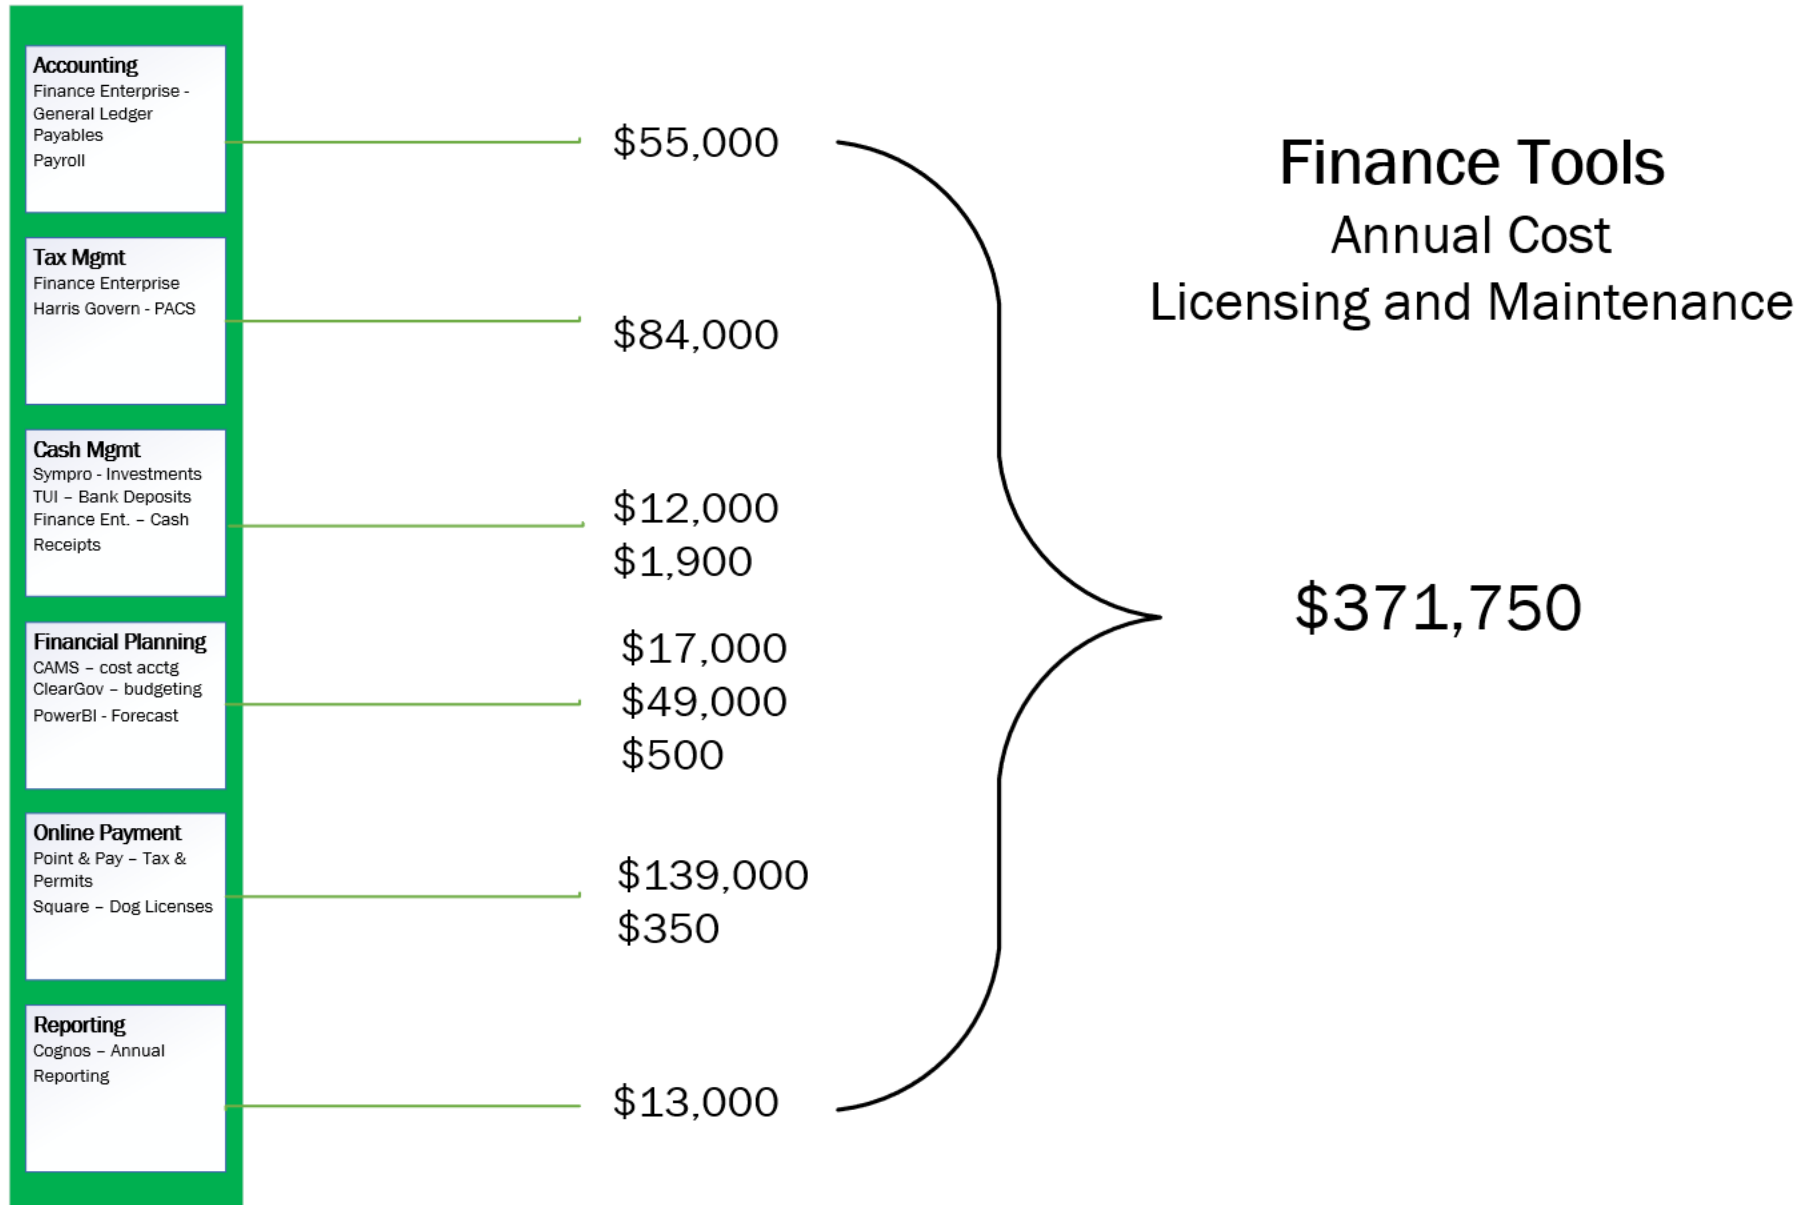 Accounting
Finance Enterprise -
General Ledger
Payables
Payroll
$55,000
Tax Mgmt
Finance Enterprise
Harris Govern - PACS
$84,000
Cash Mgmt
Sympro - Investments
TUI – Bank Deposits
Finance Ent. – Cash
Receipts
$12,000
$1,900
Financial Planning
CAMS – cost acctg
ClearGov – budgeting
PowerBI - Forecast
$17,000
$49,000
$500
Online Payment
Point & Pay – Tax &
Permits
Square – Dog Licenses
$139,000
$350
Reporting
Cognos – Annual
Reporting
$13,000
Finance Tools
Annual Cost
Licensing and Maintenance
$371,750